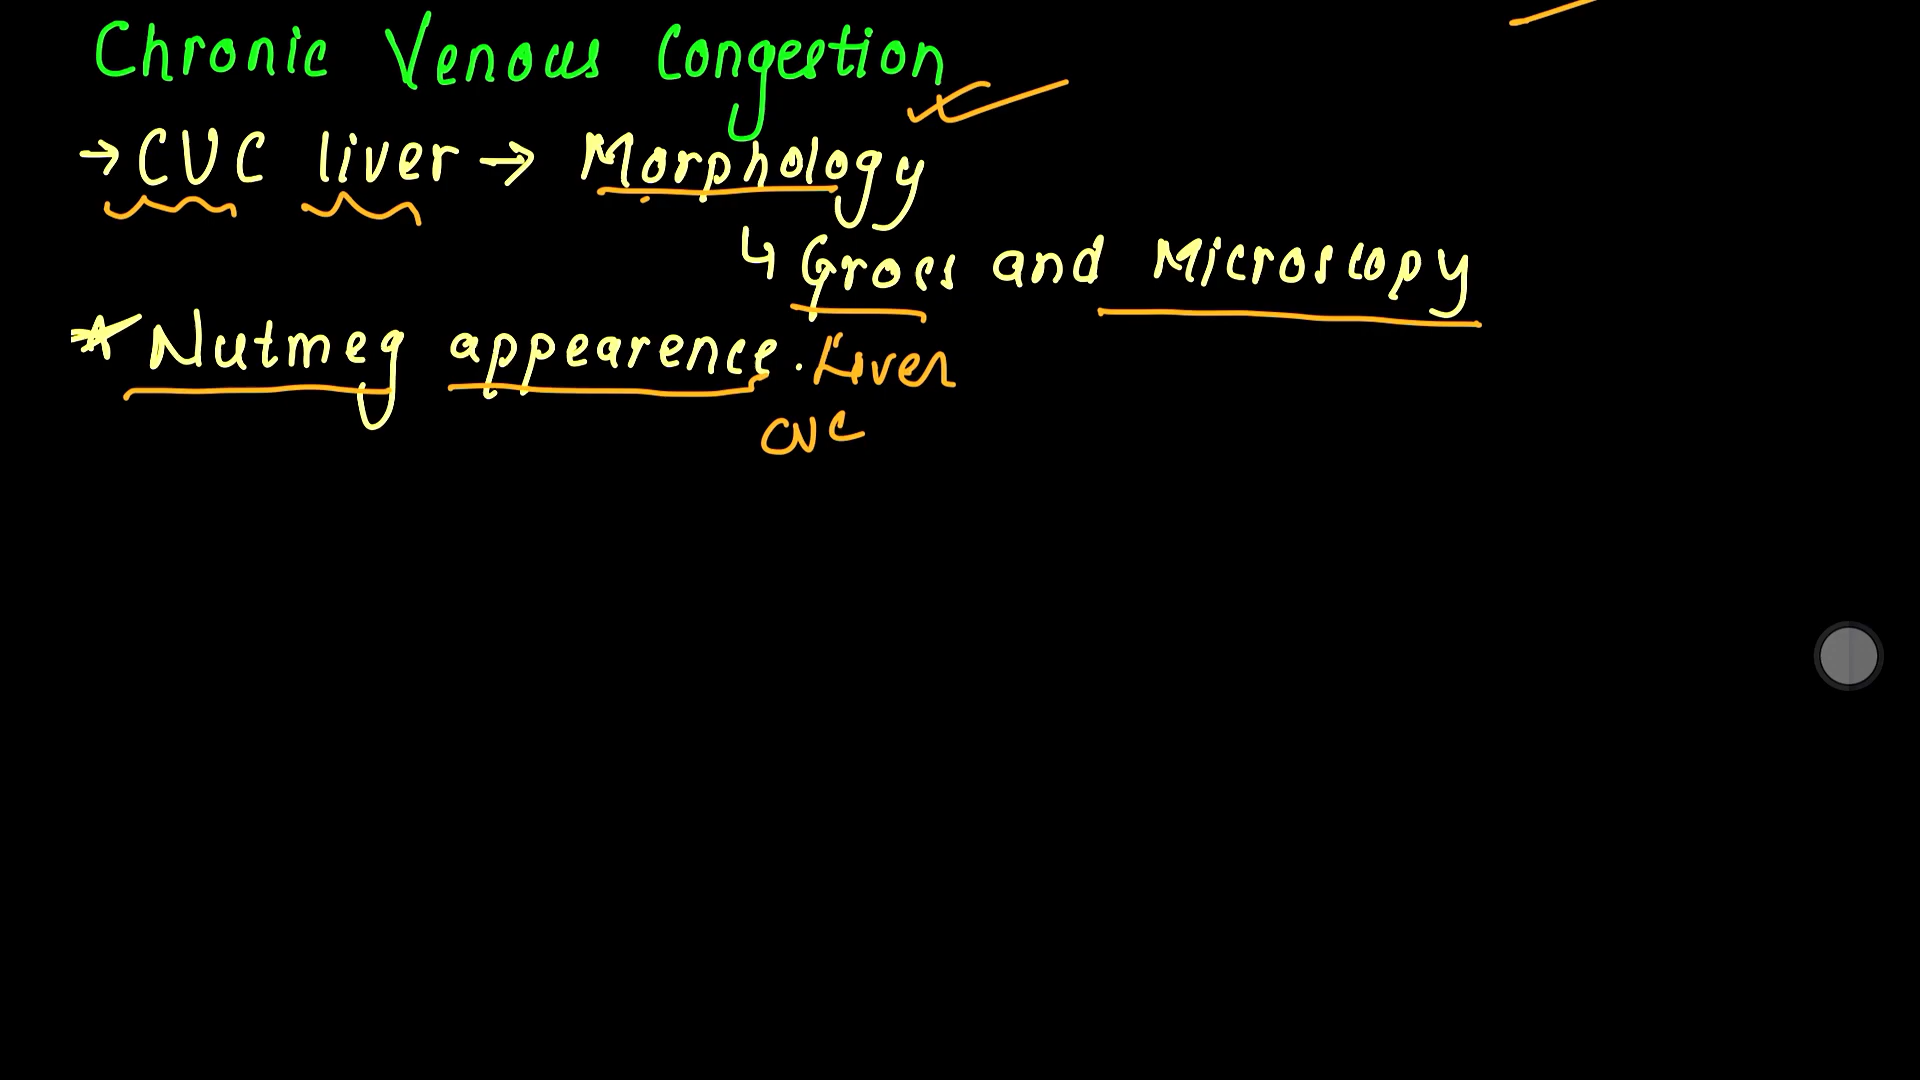 Chronic Venous Congestion
→ CVC liver → Morphology
↳ Gross and Microscopy
* Nutmeg appearence. Liver
CVC